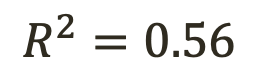 R² = 0.56